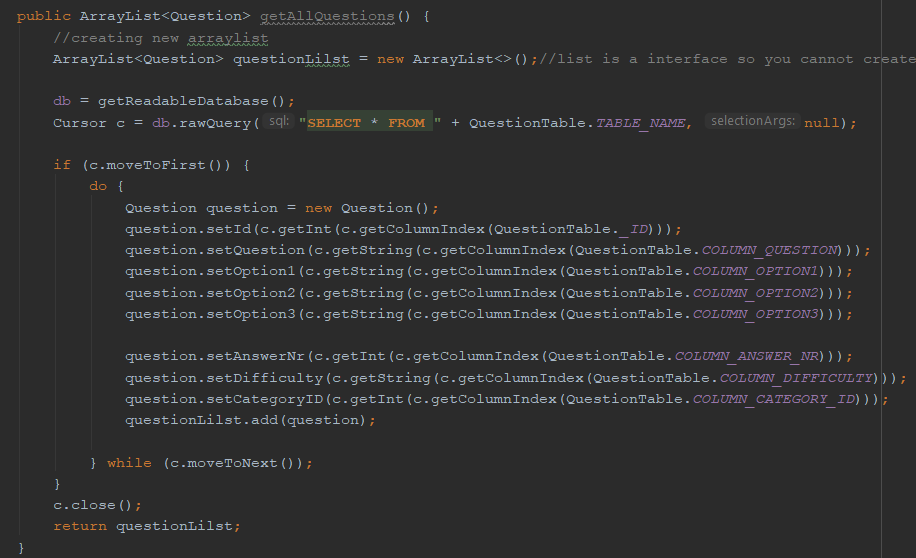 public ArrayList<Question> getAllQuestions() {
//creating new arraylist
ArrayList<Question> questionLilst = new ArrayList<>();//list is a interface so you cannot create
db = getReadableDatabase();
Cursor c = db.rawQuery( sql: "SELECT * FROM " + QuestionTable.TABLE_NAME, selectionArgs: null);
if (c.moveToFirst()) {
do {
Question question = new Question();
question.setId(c.getInt(c.getColumnIndex(QuestionTable._ID)));
question.setQuestion(c.getString(c.getColumnIndex(QuestionTable.COLUMN_QUESTION)));
question.setOption1(c.getString(c.getColumnIndex(QuestionTable.COLUMN_OPTION1)));
question.setOption2(c.getString(c.getColumnIndex(QuestionTable.COLUMN_OPTION2)));
question.setOption3(c.getString(c.getColumnIndex(QuestionTable.COLUMN_OPTION3)));
question.setAnswerNr(c.getInt(c.getColumnIndex(QuestionTable.COLUMN_ANSWER_NR)));
question.setDifficulty(c.getString(c.getColumnIndex(QuestionTable.COLUMN_DIFFICULTY)));
question.setCategoryID(c.getInt(c.getColumnIndex(QuestionTable.COLUMN_CATEGORY_ID)));
questionLilst.add(question);
} while (c.moveToNext());
}
c.close();
return questionLilst;
}